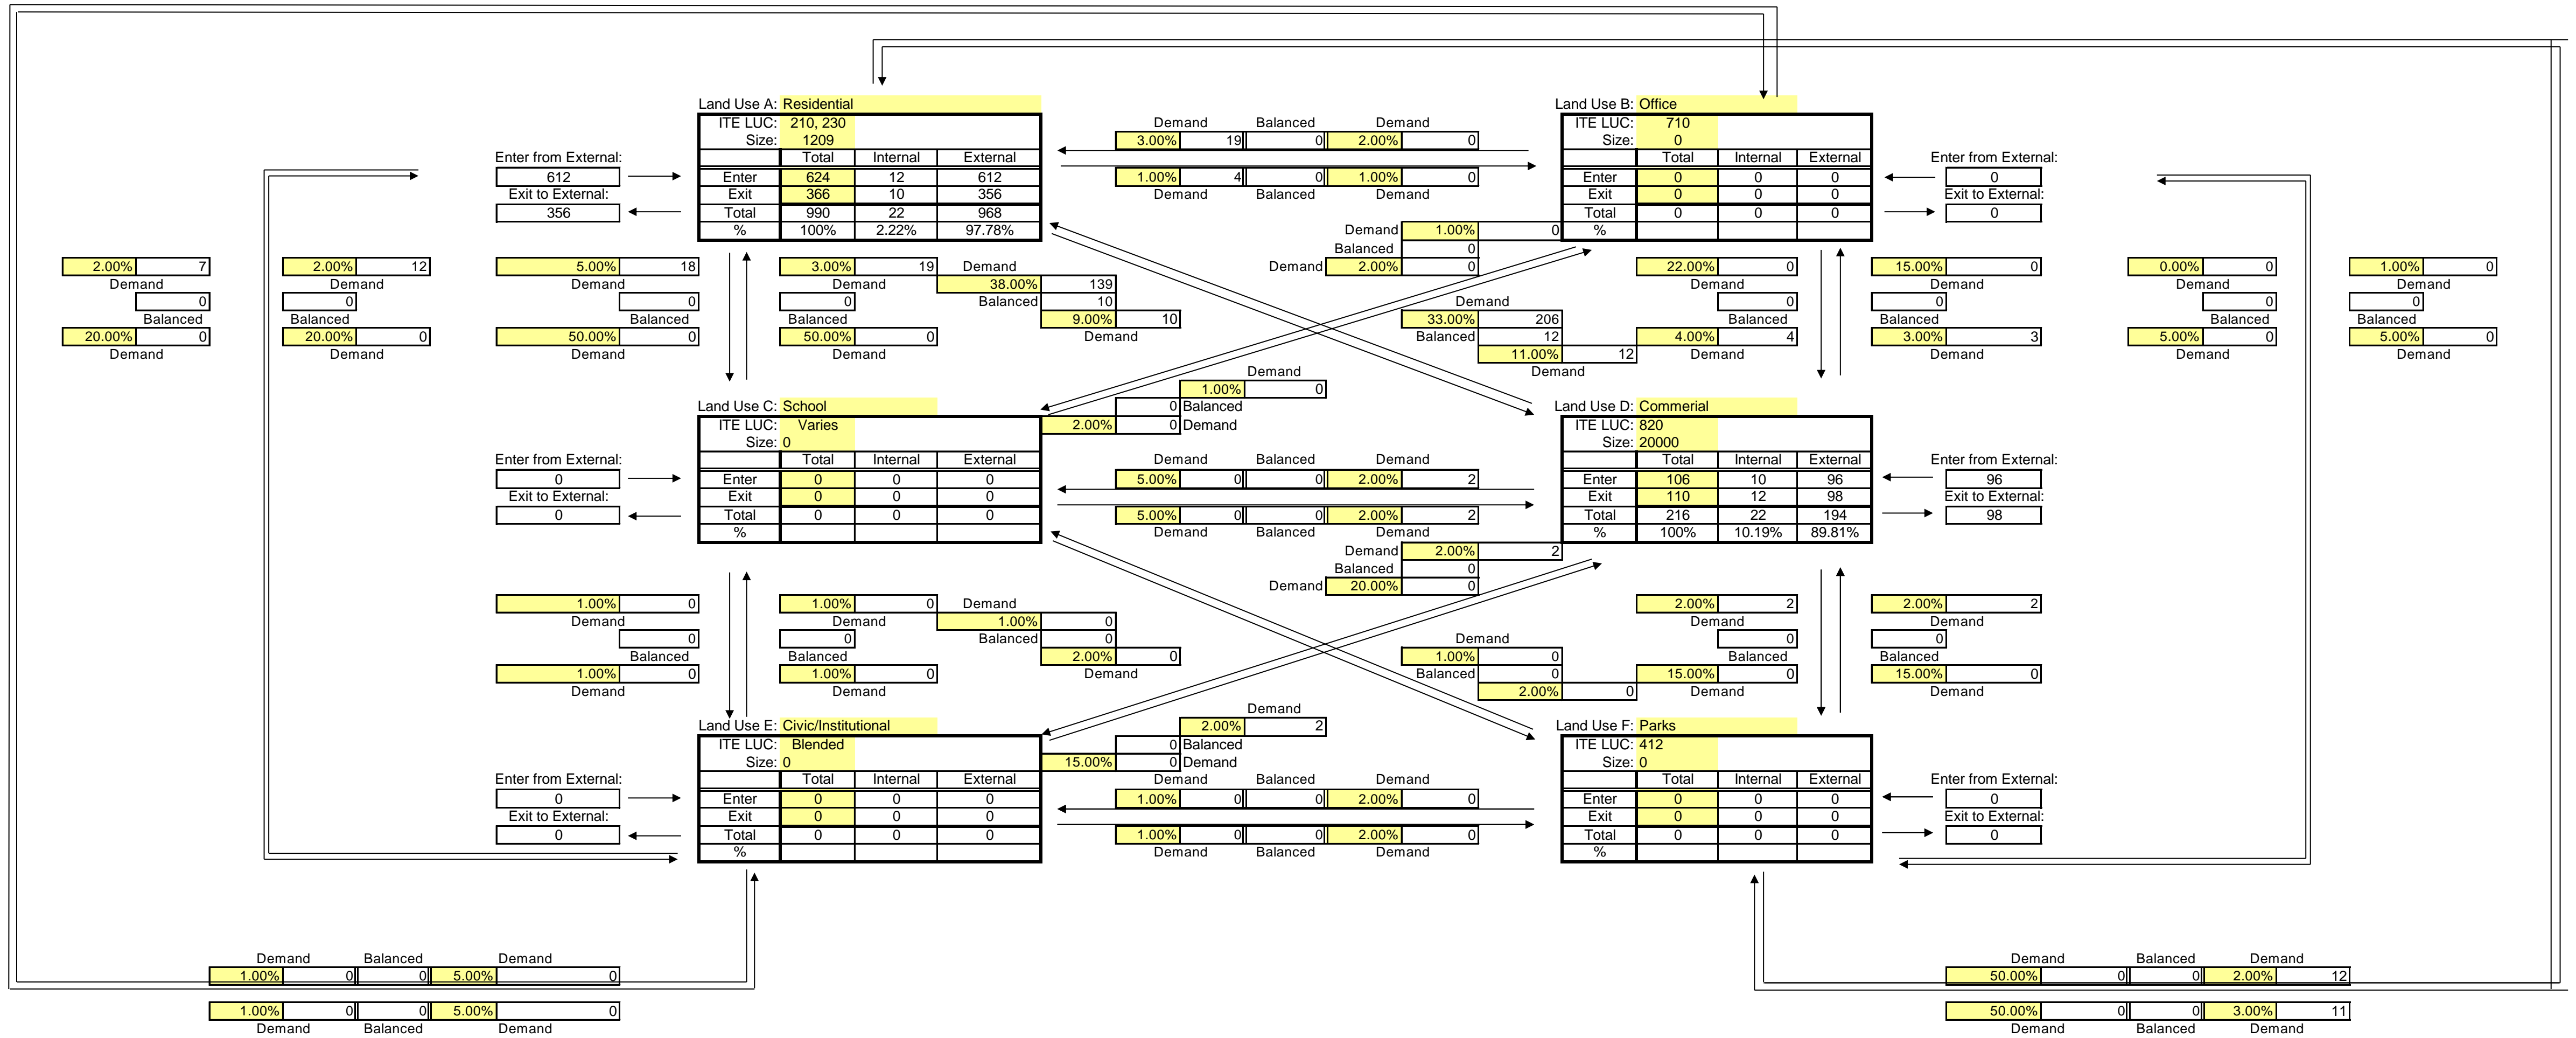 Land Use A: Residential Land Use B: Office
ITE LUC: 210, 230 Demand Balanced Demand ITE LUC: 710
Size: 1209 3.00% 19 0 2.00% 0 Size: 0
Enter from External: Total Internal External Total Internal External Enter from External:
612 Enter 624 12 612 1.00% 4 0 1.00% 0 Enter 0 0 0 0
Exit to External: Exit 366 10 356 Demand Balanced Demand Exit 0 0 0 Exit to External:
356 Total 990 22 968 Total 0 0 0 0
% 100% 2.22% 97.78% Demand 1.00% 0 %
Balanced 0
2.00% 7 2.00% 12 5.00% 18 3.00% 19 Demand Demand 2.00% 0 22.00% 0 15.00% 0 0.00% 0 1.00% 0
Demand Demand Demand Demand 38.00% 139 Demand Demand Demand Demand
0 0 0 0 Balanced 10 Demand 0 0 0 0
Balanced Balanced Balanced Balanced 9.00% 10 33.00% 206 Balanced Balanced Balanced Balanced
20.00% 0 20.00% 0 50.00% 0 50.00% 0 Demand Balanced 12 4.00% 4 3.00% 3 5.00% 0 5.00% 0
Demand Demand Demand Demand 11.00% 12 Demand Demand Demand Demand
Demand Demand
1.00% 0
Land Use C: School 0 Balanced Land Use D: Commerial
ITE LUC: Varies 2.00% 0 Demand ITE LUC: 820
Size: 0 Size: 20000
Enter from External: Total Internal External Demand Balanced Demand Total Internal External Enter from External:
0 Enter 0 0 0 5.00% 0 0 2.00% 2 Enter 106 10 96 96
Exit to External: Exit 0 0 0 Exit 110 12 98 Exit to External:
0 Total 0 0 0 5.00% 0 0 2.00% 2 Total 216 22 194 98
% Demand Balanced Demand % 100% 10.19% 89.81%
Demand 2.00% 2
Balanced 0
Demand 20.00% 0
1.00% 0 1.00% 0 Demand 2.00% 2 2.00% 2
Demand Demand 1.00% 0 Demand Demand
0 0 Balanced 0 Demand 0 0
Balanced Balanced 2.00% 0 1.00% 0 Balanced Balanced
1.00% 0 1.00% 0 Demand Balanced 0 15.00% 0 15.00% 0
Demand Demand 2.00% 0 Demand Demand
Demand
Land Use E: Civic/Institutional 2.00% 2 Land Use F: Parks
ITE LUC: Blended 0 Balanced ITE LUC: 412
Size: 0 15.00% 0 Demand Size: 0
Enter from External: Total Internal External Demand Balanced Demand Total Internal External Enter from External:
0 Enter 0 0 0 1.00% 0 0 2.00% 0 Enter 0 0 0 0
Exit to External: Exit 0 0 0 Exit 0 0 0 Exit to External:
0 Total 0 0 0 1.00% 0 0 2.00% 0 Total 0 0 0 0
% Demand Balanced Demand %
Demand Balanced Demand Demand Balanced Demand
1.00% 0 0 5.00% 0 50.00% 0 0 2.00% 12
1.00% 0 0 5.00% 0 50.00% 0 0 3.00% 11
Demand Balanced Demand Demand Balanced Demand